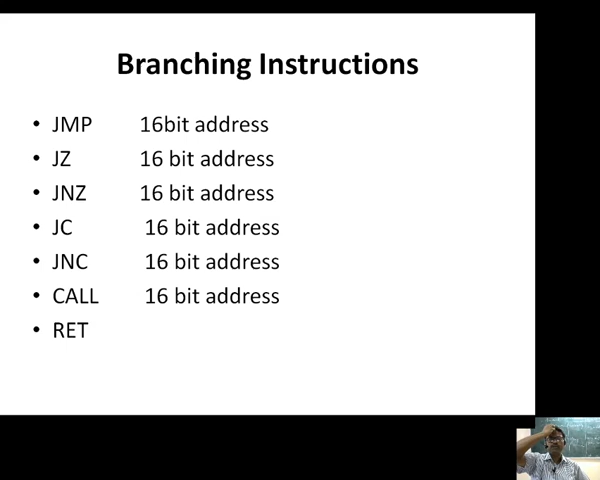 Branching Instructions
• JMP 16bit address
• JZ 16 bit address
• JNZ 16 bit address
• JC 16 bit address
• JNC 16 bit address
• CALL 16 bit address
• RET